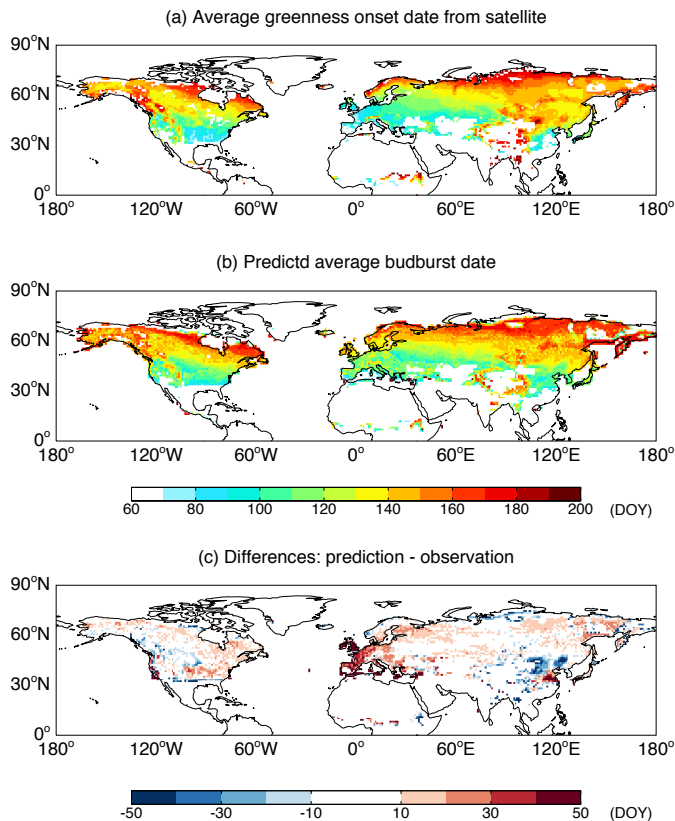 (a) Average greenness onset date from satellite
90°N
60°N
30°N
0°
180° 120°W 60°W 0° 60°E 120°E 180°
(b) Predictd average budburst date
90°N
60°N
30°N
0°
180° 120°W 60°W 0° 60°E 120°E 180°
60 80 100 120 140 160 180 200 (DOY)
(c) Differences: prediction - observation
90°N
60°N
30°N
0°
180° 120°W 60°W 0° 60°E 120°E 180°
-50 -30 -10 10 30 50 (DOY)